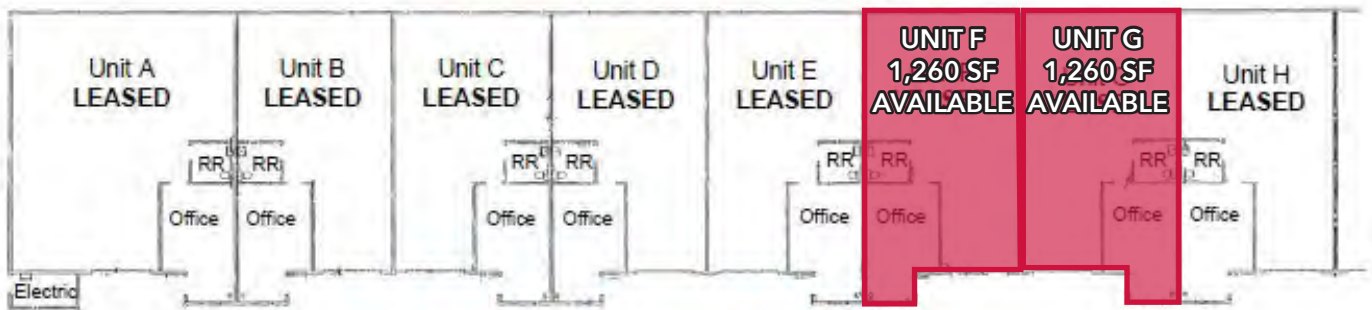 Unit A
LEASED
Unit B
LEASED
Unit C
LEASED
Unit D
LEASED
Unit E
LEASED
UNIT F
1,260 SF
AVAILABLE
UNIT G
1,260 SF
AVAILABLE
Unit H
LEASED
RR RR RR RR RR RR RR RR
Office Office Office Office Office Office Office Office
Electric